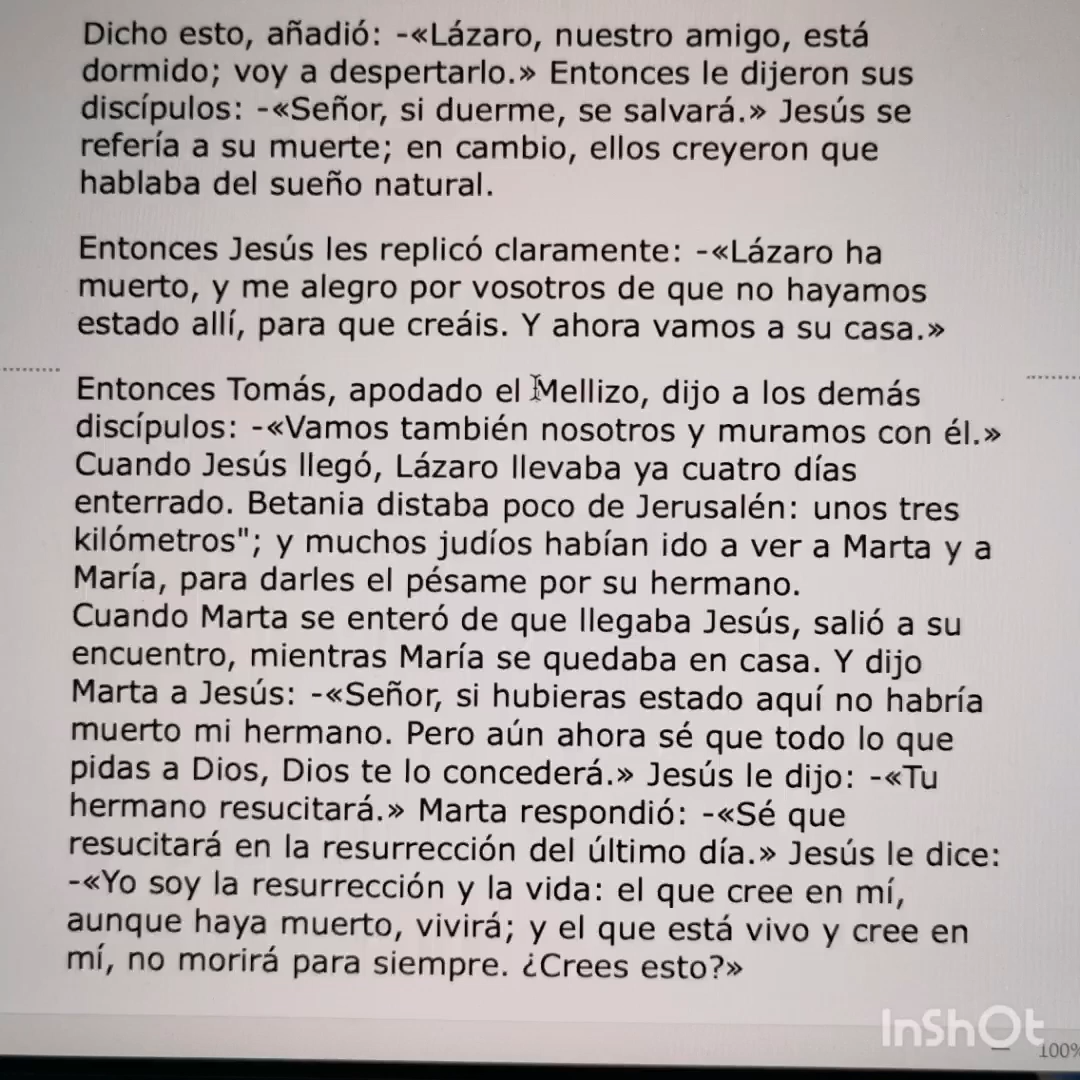 Dicho esto, añadió: -«Lázaro, nuestro amigo, está
dormido; voy a despertarlo.» Entonces le dijeron sus
discípulos: -«Señor, si duerme, se salvará.» Jesús se
refería a su muerte; en cambio, ellos creyeron que
hablaba del sueño natural.
Entonces Jesús les replicó claramente: -«Lázaro ha
muerto, y me alegro por vosotros de que no hayamos
estado allí, para que creáis. Y ahora vamos a su casa.»
Entonces Tomás, apodado el Mellizo, dijo a los demás
discípulos: -«Vamos también nosotros y muramos con él.»
Cuando Jesús llegó, Lázaro llevaba ya cuatro días
enterrado. Betania distaba poco de Jerusalén: unos tres
kilómetros"; y muchos judíos habían ido a ver a Marta y a
María, para darles el pésame por su hermano.
Cuando Marta se enteró de que llegaba Jesús, salió a su
encuentro, mientras María se quedaba en casa. Y dijo
Marta a Jesús: -«Señor, si hubieras estado aquí no habría
muerto mi hermano. Pero aún ahora sé que todo lo que
pidas a Dios, Dios te lo concederá.» Jesús le dijo: -«Tu
hermano resucitará.» Marta respondió: -«Sé que
resucitará en la resurrección del último día.» Jesús le dice:
-«Yo soy la resurrección y la vida: el que cree en mí,
aunque haya muerto, vivirá; y el que está vivo y cree en
mí, no morirá para siempre. ¿Crees esto?»
InShOt
100%